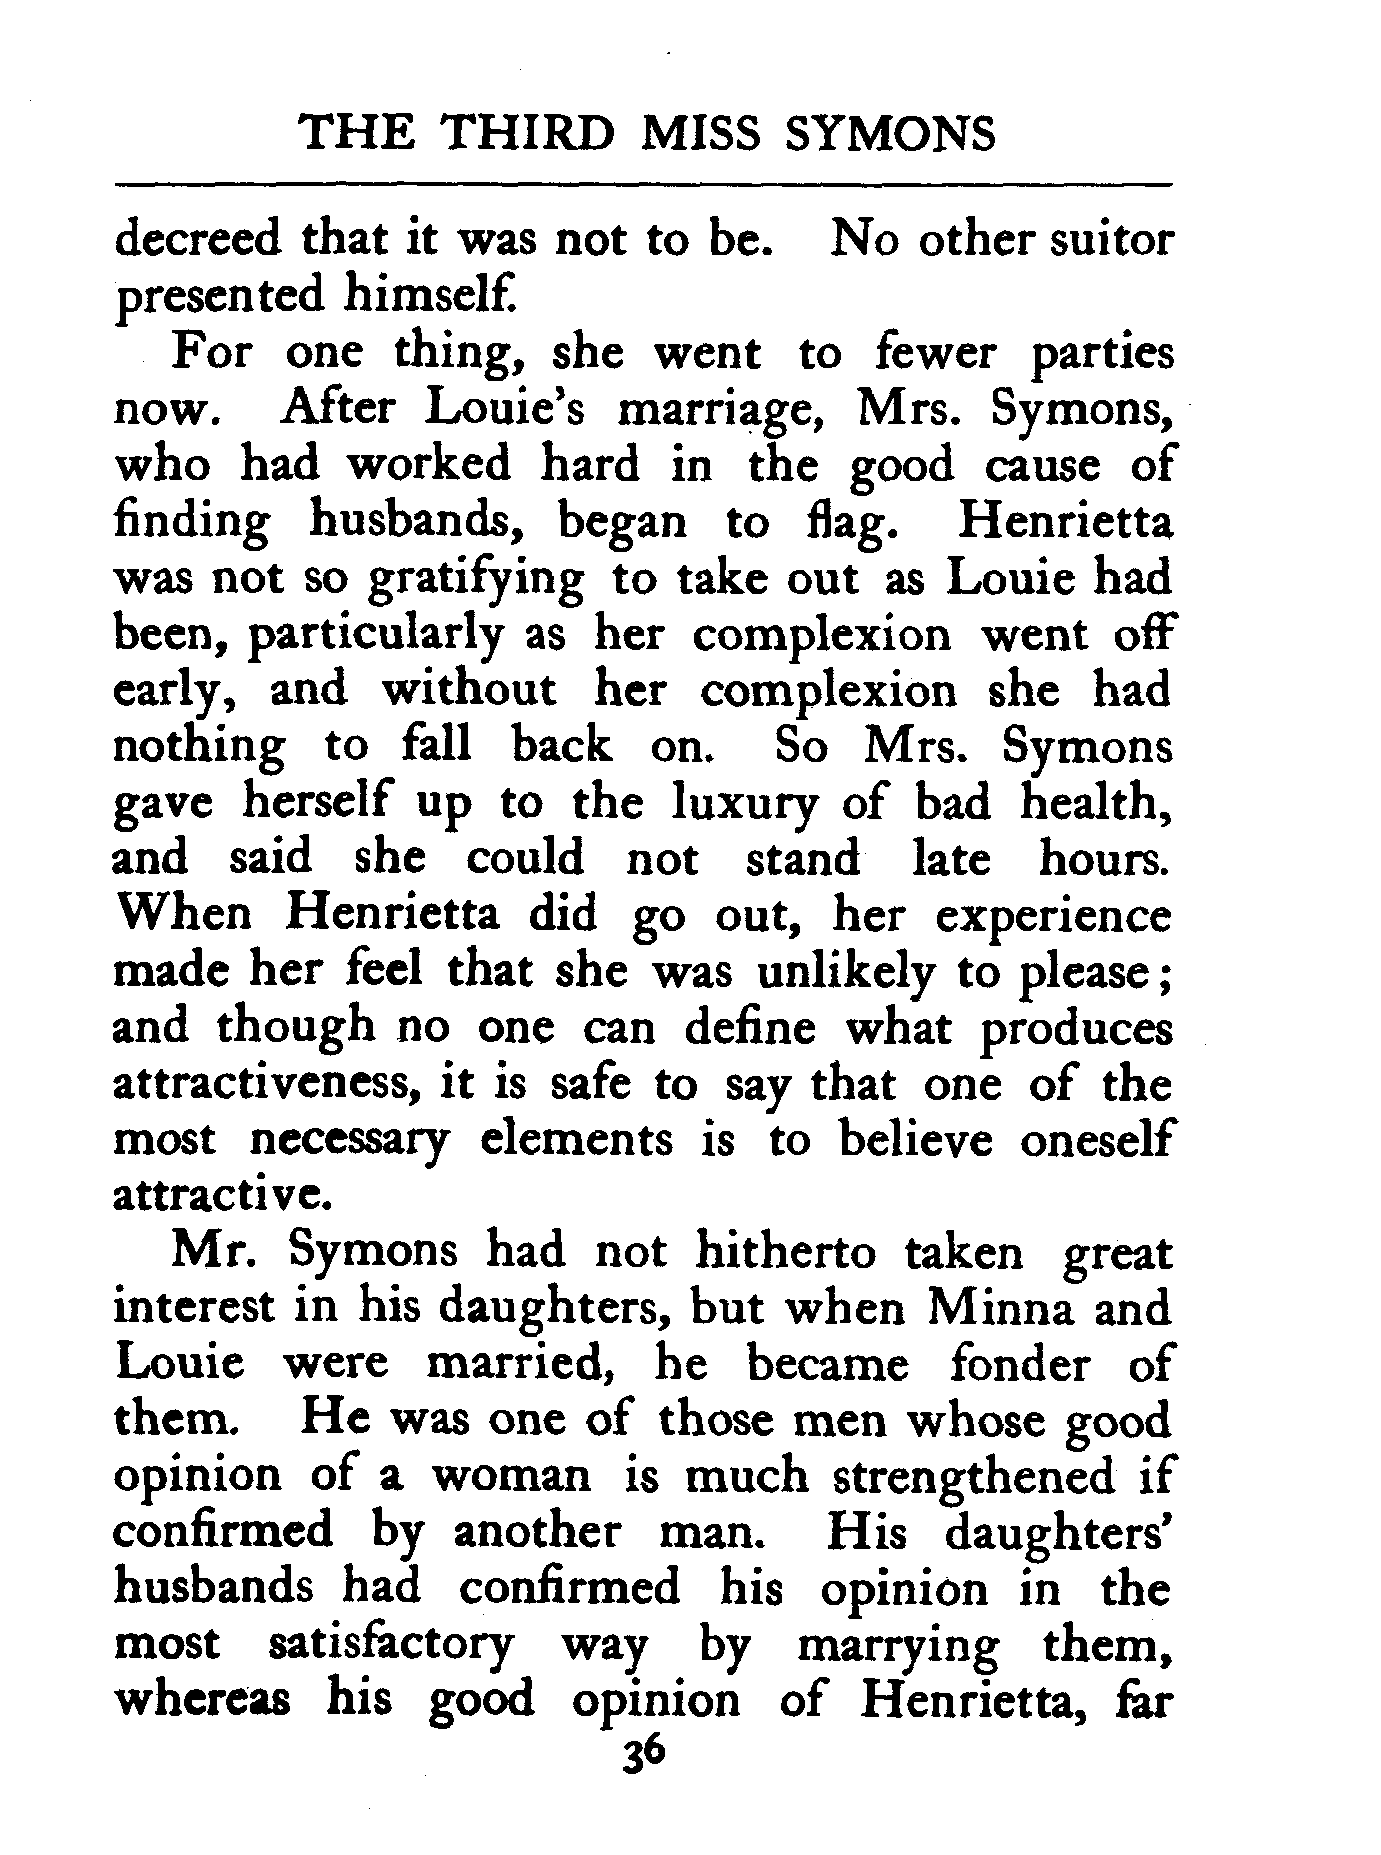 THE THIRD MISS SYMONS
decreed that it was not to be. No other suitor
presented himself.
For one thing, she went to fewer parties
now. After Louie's marriage, Mrs. Symons,
who had worked hard in the good cause of
finding husbands, began to flag. Henrietta
was not so gratifying to take out as Louie had
been, particularly as her complexion went off
early, and without her complexion she had
nothing to fall back on. So Mrs. Symons
gave herself up to the luxury of bad health,
and said she could not stand late hours.
When Henrietta did go out, her experience
made her feel that she was unlikely to please;
and though no one can define what produces
attractiveness, it is safe to say that one of the
most necessary elements is to believe oneself
attractive.
Mr. Symons had not hitherto taken great
interest in his daughters, but when Minna and
Louie were married, he became fonder of
them. He was one of those men whose good
opinion of a woman is much strengthened if
confirmed by another man. His daughters'
husbands had confirmed his opinion in the
most satisfactory way by marrying them,
whereas his good opinion of Henrietta, far
36